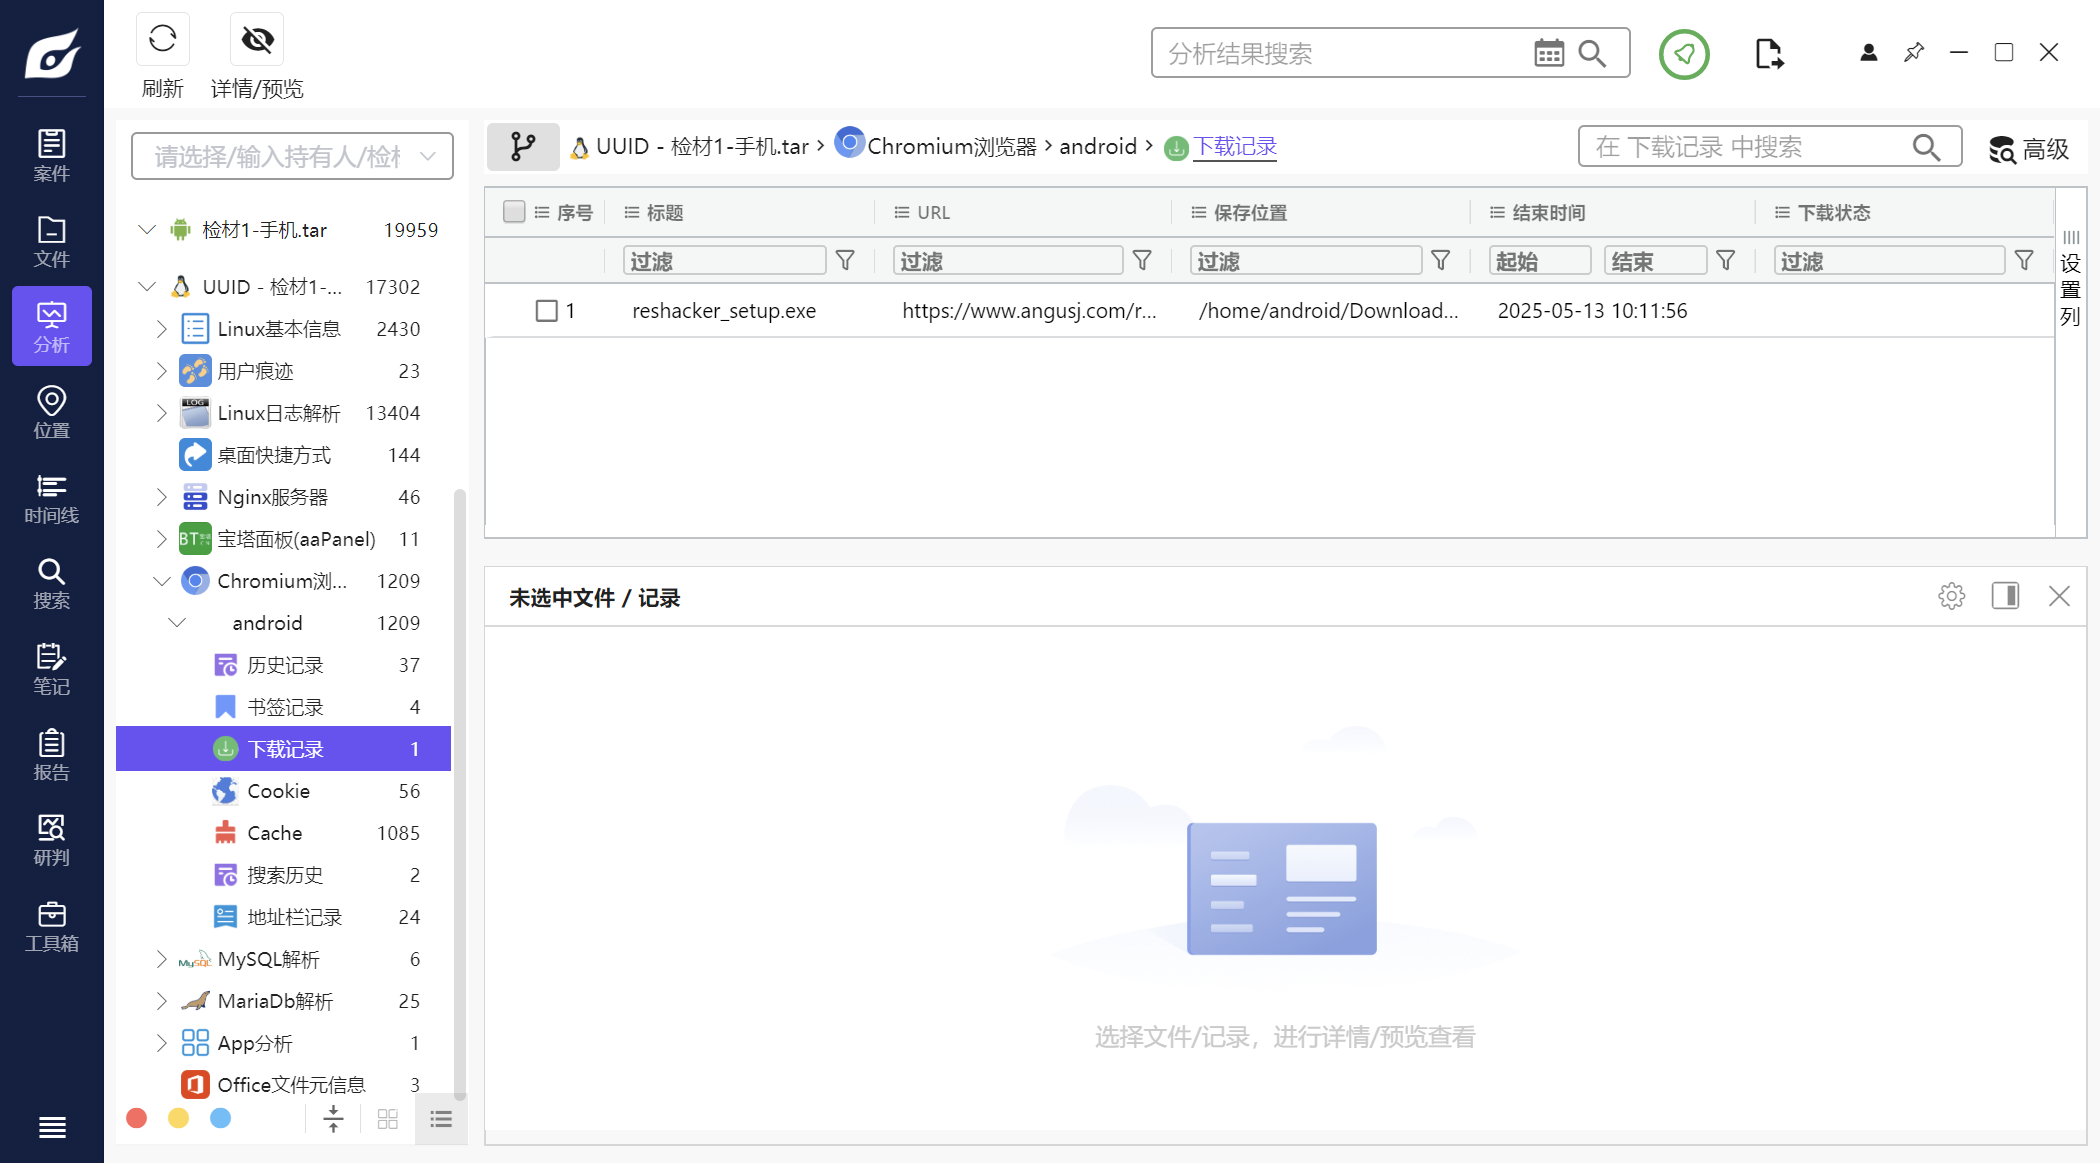 刷新
详情/预览
分析结果搜索
案件
文件
分析
位置
时间线
搜索
笔记
报告
研判
工具箱
请选择/输入持有人/检材
检材1-手机.tar 19959
UUID - 检材1-... 17302
Linux基本信息 2430
用户痕迹 23
Linux日志解析 13404
桌面快捷方式 144
Nginx服务器 46
宝塔面板(aaPanel) 11
Chromium浏... 1209
android 1209
历史记录 37
书签记录 4
下载记录 1
Cookie 56
Cache 1085
搜索历史 2
地址栏记录 24
MySQL解析 6
MariaDb解析 25
App分析 1
Office文件元信息 3
UUID - 检材1-手机.tar › Chromium浏览器 › android › 下载记录
在 下载记录 中搜索
高级
序号 标题 URL 保存位置 结束时间 下载状态
过滤 过滤 过滤 起始 结束 过滤
1 reshacker_setup.exe https://www.angusj.com/r... /home/android/Download... 2025-05-13 10:11:56
设置列
未选中文件 / 记录
选择文件/记录，进行详情/预览查看